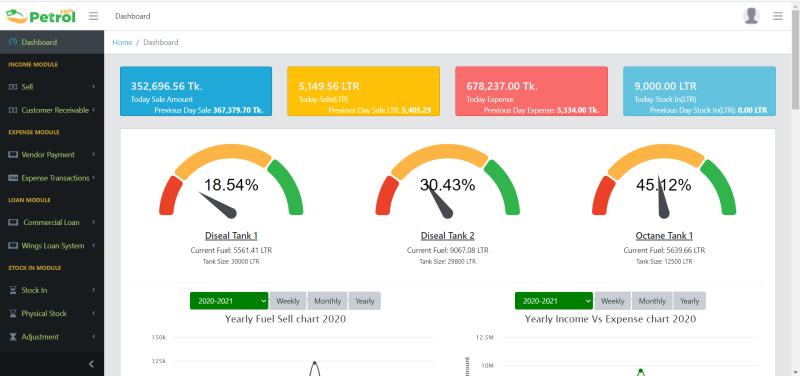 Petrol soft
Dashboard
Home / Dashboard
Dashboard
INCOME MODULE
Sell
Customer Receivable
EXPENSE MODULE
Vendor Payment
Expense Transactions
LOAN MODULE
Commercial Loan
Wings Loan System
STOCK IN MODULE
Stock In
Physical Stock
Adjustment
352,696.56 Tk.
Today Sale Amount
Previous Day Sale 367,379.70 Tk.
5,149.56 LTR
Today Sale(LTR)
Previous Day Sale LTR: 5,405.29
678,237.00 Tk.
Today Expense
Previous Day Expense: 5,334.00 Tk.
9,000.00 LTR
Today Stock In(LTR)
Previous Day Stock In(LTR): 0.00 LTR
18.54%
Diseal Tank 1
Current Fuel: 5561.41 LTR
Tank Size: 30000 LTR
30.43%
Diseal Tank 2
Current Fuel: 9067.08 LTR
Tank Size: 29800 LTR
45.12%
Octane Tank 1
Current Fuel: 5639.66 LTR
Tank Size: 12500 LTR
2020-2021 Weekly Monthly Yearly
Yearly Fuel Sell chart 2020
150k
125k
2020-2021 Weekly Monthly Yearly
Yearly Income Vs Expense chart 2020
12.5M
10M